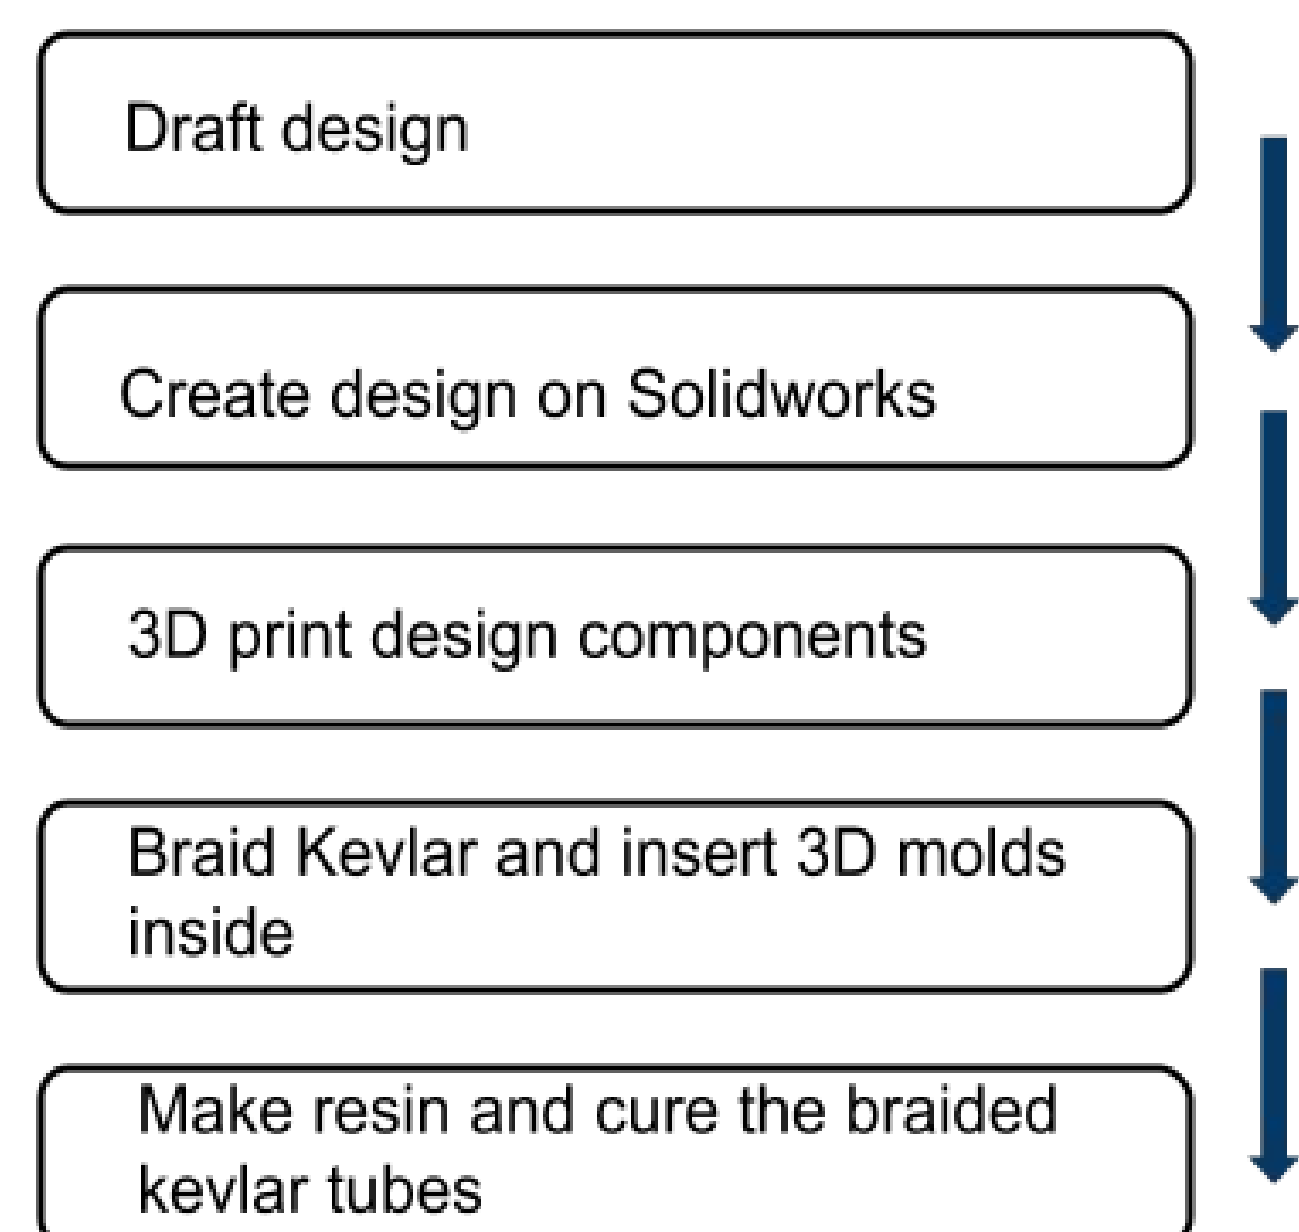 Draft design
Create design on Solidworks
3D print design components
Braid Kevlar and insert 3D molds
inside
Make resin and cure the braided
kevlar tubes